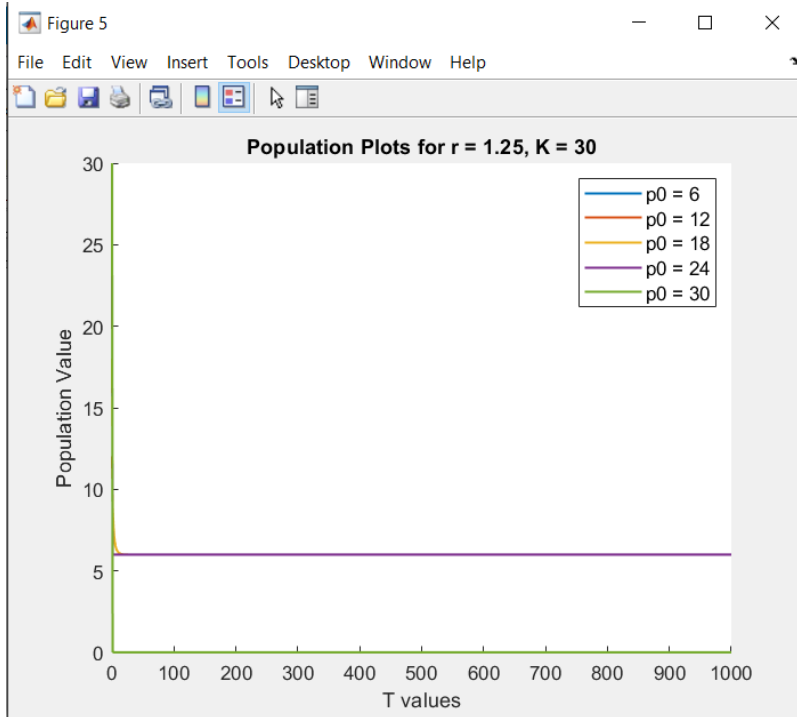 Figure 5
File Edit View Insert Tools Desktop Window Help
Population Plots for r = 1.25, K = 30
p0 = 6
p0 = 12
p0 = 18
p0 = 24
p0 = 30
Population Value
30
25
20
15
10
5
0
0 100 200 300 400 500 600 700 800 900 1000
T values